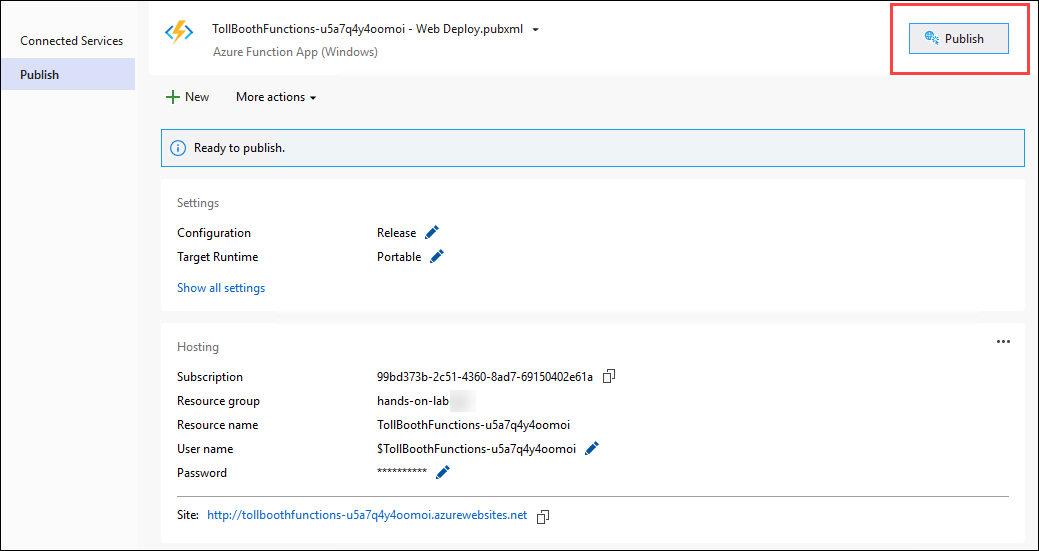 Connected Services
Publish
TollBoothFunctions-u5a7q4y4oomoi - Web Deploy.pubxml
Azure Function App (Windows)
Publish
New
More actions
Ready to publish.
Settings
Configuration Release
Target Runtime Portable
Show all settings
Hosting
Subscription 99bd373b-2c51-4360-8ad7-69150402e61a
Resource group hands-on-lab
Resource name TollBoothFunctions-u5a7q4y4oomoi
User name $TollBoothFunctions-u5a7q4y4oomoi
Password **********
Site: http://tollboothfunctions-u5a7q4y4oomoi.azurewebsites.net